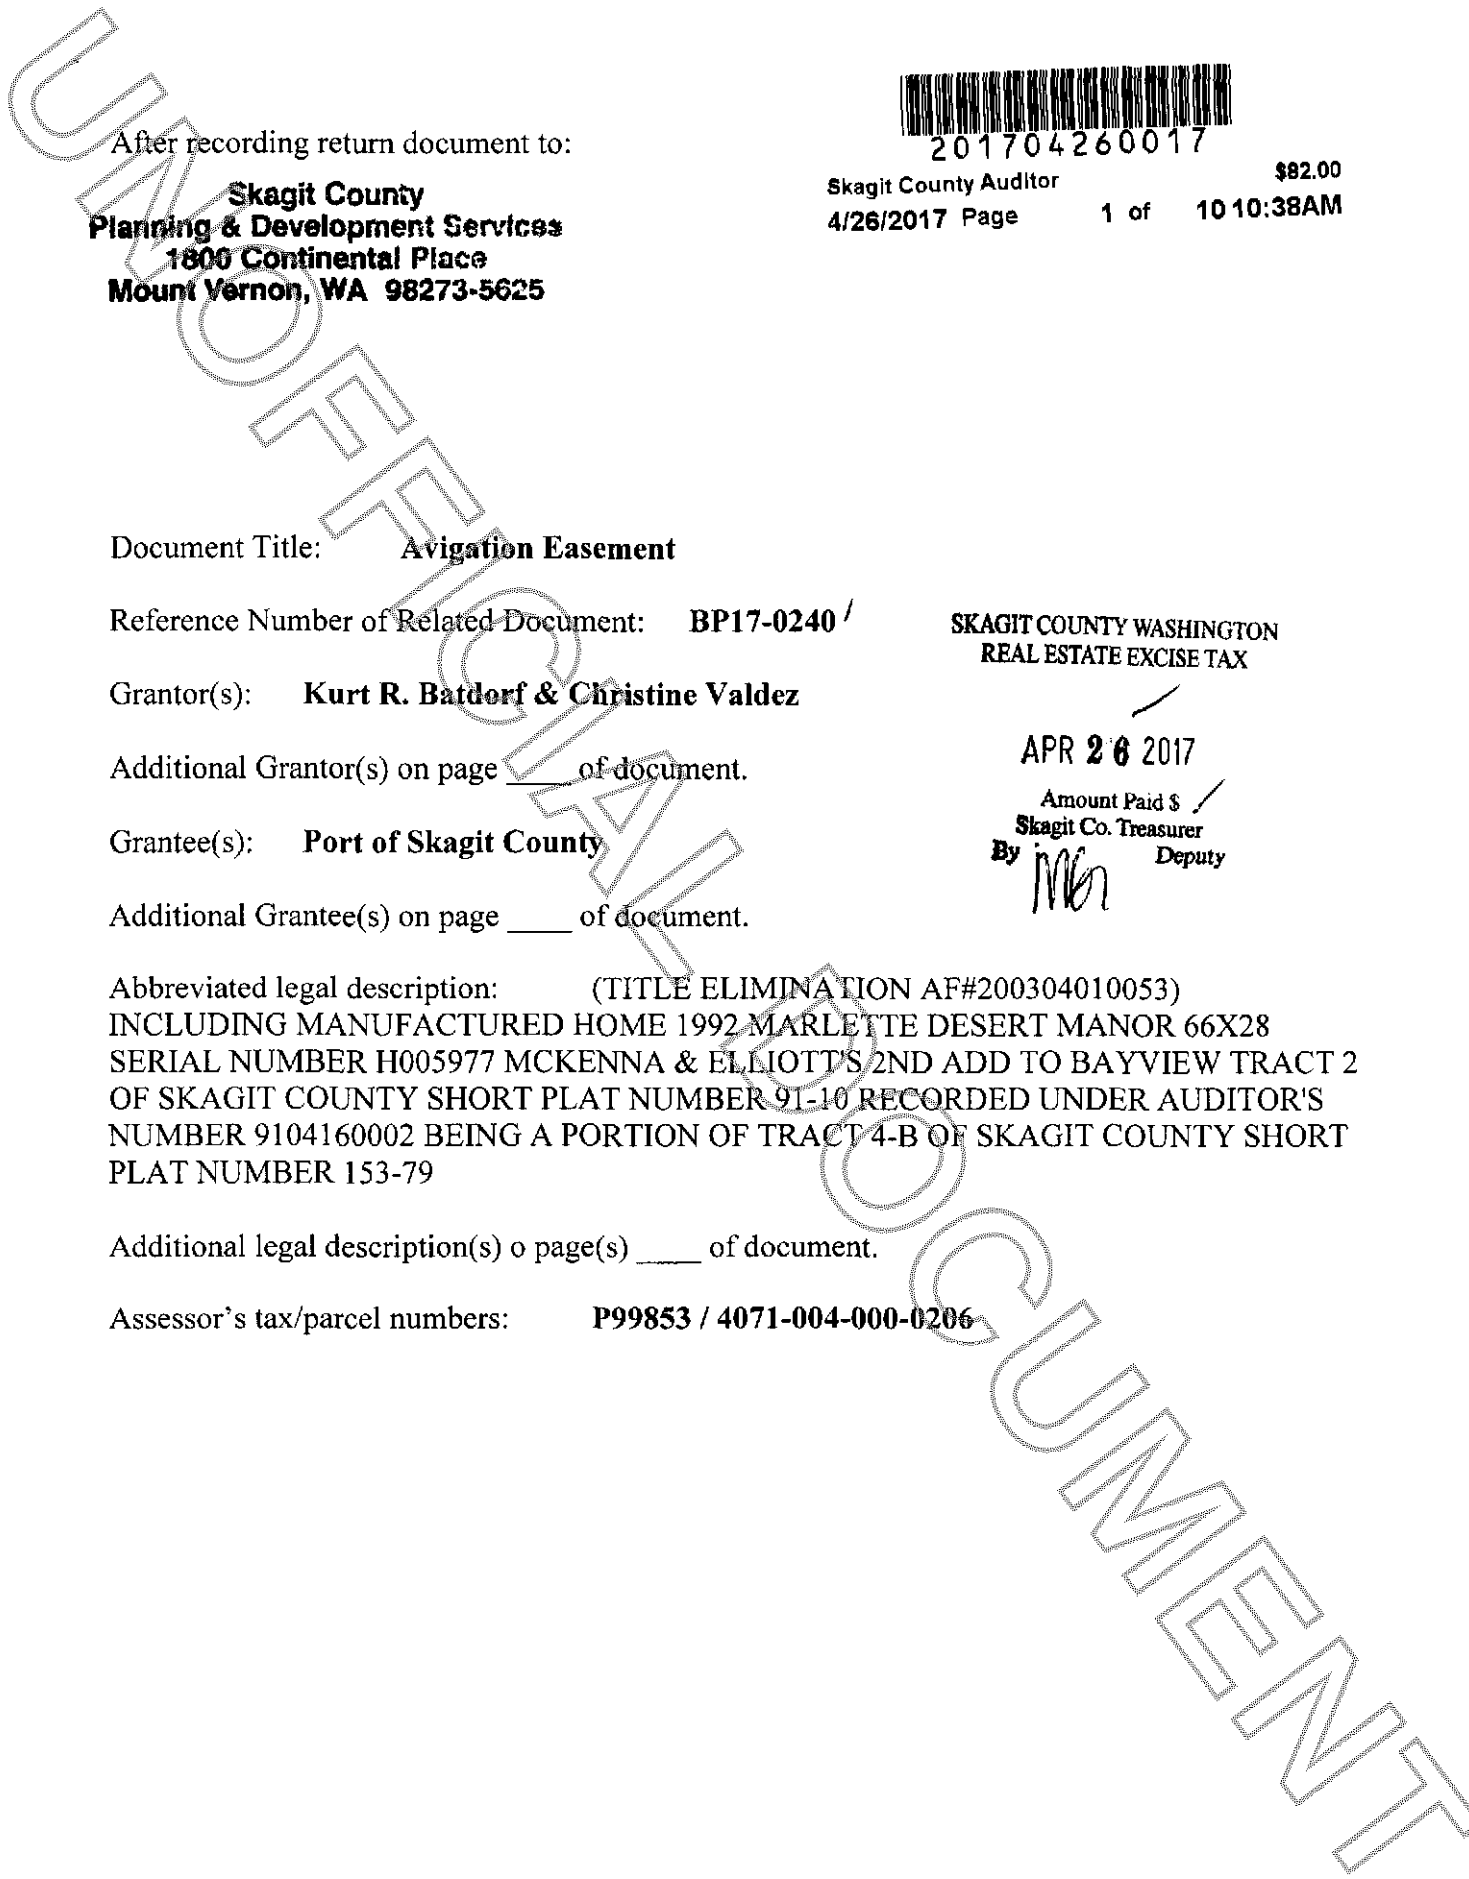 201704260017
Skagit County Auditor $82.00
4/26/2017 Page 1 of 10 10:38AM
After recording return document to:
Skagit County
Planning & Development Services
1800 Continental Place
Mount Vernon, WA 98273-5625
Document Title: Avigation Easement
Reference Number of Related Document: BP17-0240
Grantor(s): Kurt R. Batdorf & Christine Valdez
Additional Grantor(s) on page ____ of document.
Grantee(s): Port of Skagit County
Additional Grantee(s) on page ____ of document.
SKAGIT COUNTY WASHINGTON
REAL ESTATE EXCISE TAX
APR 26 2017
Amount Paid $
Skagit Co. Treasurer
By Deputy
Abbreviated legal description: (TITLE ELIMINATION AF#200304010053)
INCLUDING MANUFACTURED HOME 1992 MARLETTE DESERT MANOR 66X28
SERIAL NUMBER H005977 MCKENNA & ELLIOTT'S 2ND ADD TO BAYVIEW TRACT 2
OF SKAGIT COUNTY SHORT PLAT NUMBER 91-10 RECORDED UNDER AUDITOR'S
NUMBER 9104160002 BEING A PORTION OF TRACT 4-B OF SKAGIT COUNTY SHORT
PLAT NUMBER 153-79
Additional legal description(s) o page(s) ____ of document.
Assessor's tax/parcel numbers: P99853 / 4071-004-000-0206
UNOFFICIAL DOCUMENT